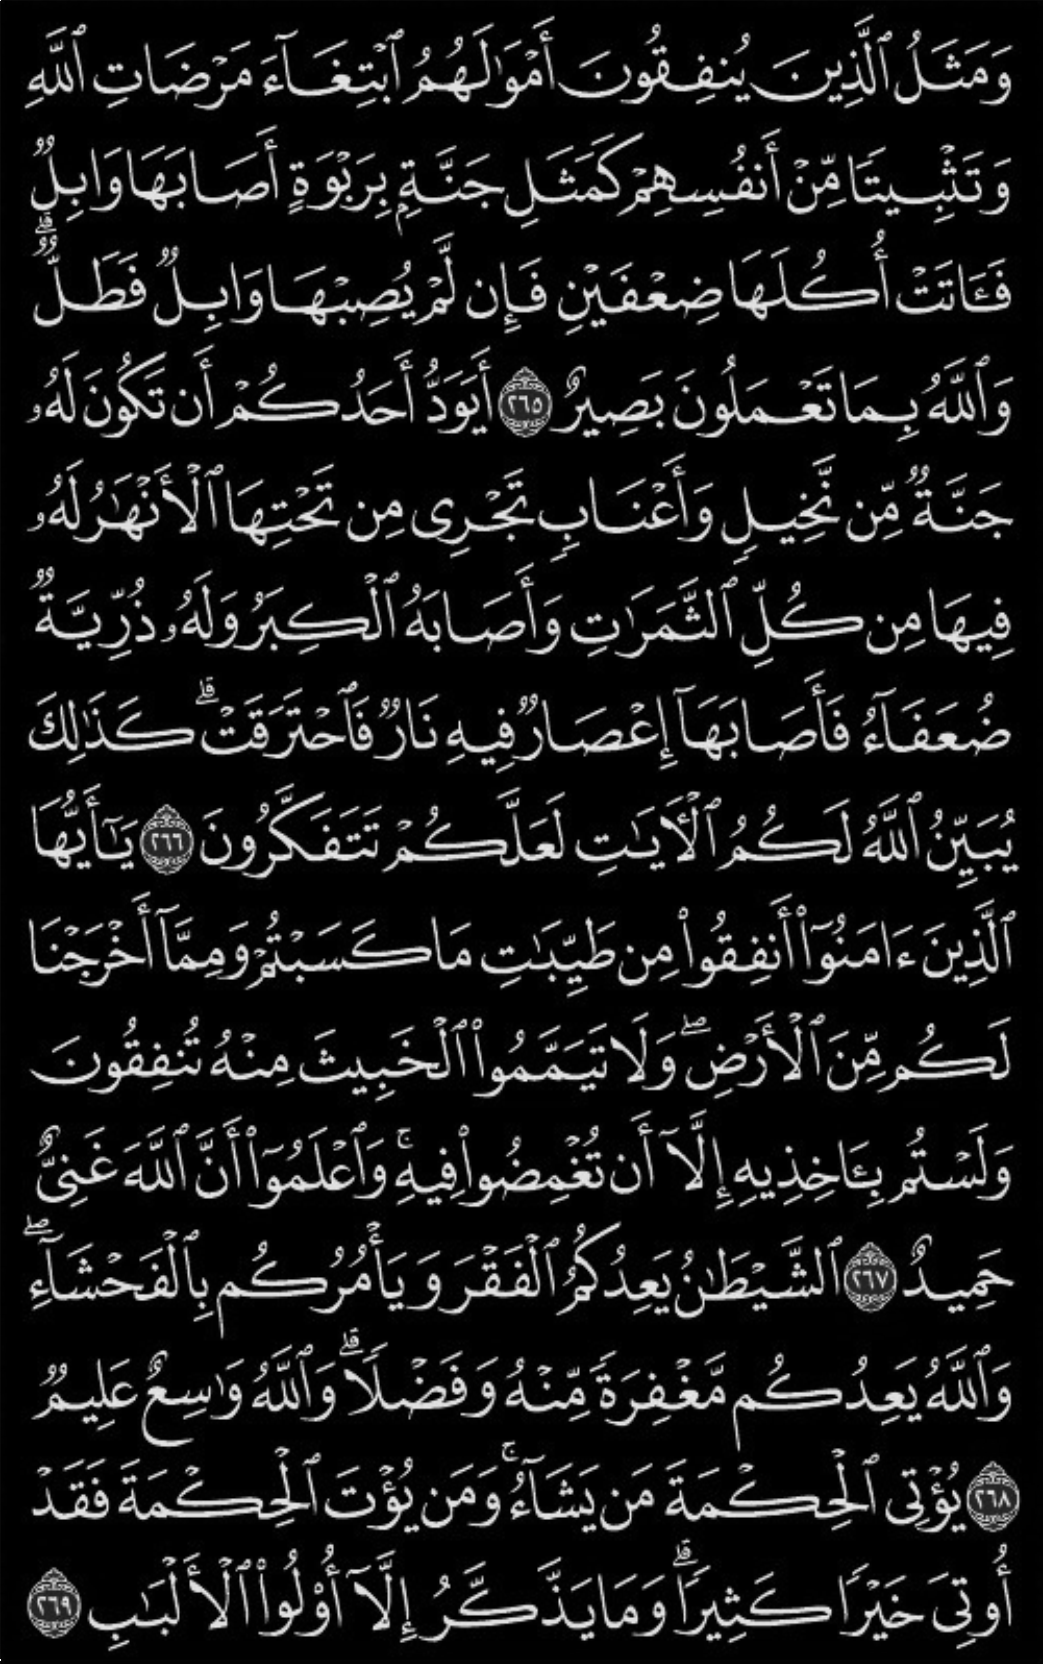 وَمَثَلُ ٱلَّذِينَ يُنفِقُونَ أَمْوَٰلَهُمُ ٱبْتِغَآءَ مَرْضَاتِ ٱللَّهِ
وَتَثْبِيتًا مِّنْ أَنفُسِهِمْ كَمَثَلِ جَنَّةٍۭ بِرَبْوَةٍ أَصَابَهَا وَابِلٌ
فَـَٔاتَتْ أُكُلَهَا ضِعْفَيْنِ فَإِن لَّمْ يُصِبْهَا وَابِلٌ فَطَلٌّ ۗ
وَٱللَّهُ بِمَا تَعْمَلُونَ بَصِيرٌ ٢٦٥ أَيَوَدُّ أَحَدُكُمْ أَن تَكُونَ لَهُۥ
جَنَّةٌ مِّن نَّخِيلٍ وَأَعْنَابٍ تَجْرِى مِن تَحْتِهَا ٱلْأَنْهَٰرُ لَهُۥ
فِيهَا مِن كُلِّ ٱلثَّمَرَٰتِ وَأَصَابَهُ ٱلْكِبَرُ وَلَهُۥ ذُرِّيَّةٌ
ضُعَفَآءُ فَأَصَابَهَآ إِعْصَارٌ فِيهِ نَارٌ فَٱحْتَرَقَتْ ۗ كَذَٰلِكَ
يُبَيِّنُ ٱللَّهُ لَكُمُ ٱلْـَٔايَٰتِ لَعَلَّكُمْ تَتَفَكَّرُونَ ٢٦٦ يَٰٓأَيُّهَا
ٱلَّذِينَ ءَامَنُوٓا۟ أَنفِقُوا۟ مِن طَيِّبَٰتِ مَا كَسَبْتُمْ وَمِمَّآ أَخْرَجْنَا
لَكُم مِّنَ ٱلْأَرْضِ ۖ وَلَا تَيَمَّمُوا۟ ٱلْخَبِيثَ مِنْهُ تُنفِقُونَ
وَلَسْتُم بِـَٔاخِذِيهِ إِلَّآ أَن تُغْمِضُوا۟ فِيهِ ۚ وَٱعْلَمُوٓا۟ أَنَّ ٱللَّهَ غَنِىٌّ
حَمِيدٌ ٢٦٧ ٱلشَّيْطَٰنُ يَعِدُكُمُ ٱلْفَقْرَ وَيَأْمُرُكُم بِٱلْفَحْشَآءِ ۖ
وَٱللَّهُ يَعِدُكُم مَّغْفِرَةً مِّنْهُ وَفَضْلًا ۗ وَٱللَّهُ وَٰسِعٌ عَلِيمٌ
٢٦٨ يُؤْتِى ٱلْحِكْمَةَ مَن يَشَآءُ ۚ وَمَن يُؤْتَ ٱلْحِكْمَةَ فَقَدْ
أُوتِىَ خَيْرًا كَثِيرًا ۗ وَمَا يَذَّكَّرُ إِلَّآ أُو۟لُوا۟ ٱلْأَلْبَٰبِ ٢٦٩